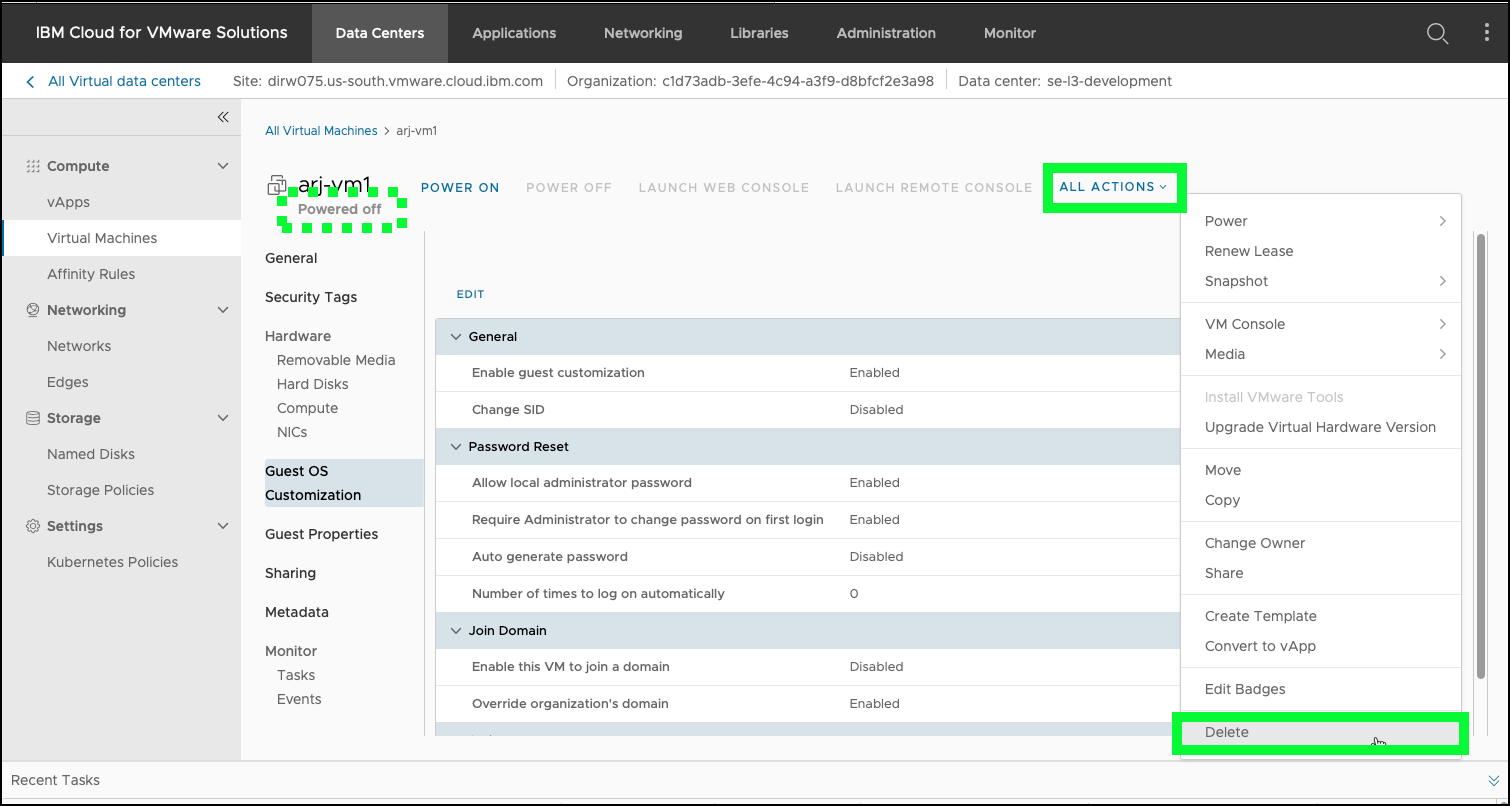 IBM Cloud for VMware Solutions
Data Centers
Applications
Networking
Libraries
Administration
Monitor
All Virtual data centers
Site: dirw075.us-south.vmware.cloud.ibm.com
Organization: c1d73adb-3efe-4c94-a3f9-d8bfcf2e3a98
Data center: se-l3-development
Compute
vApps
Virtual Machines
Affinity Rules
Networking
Networks
Edges
Storage
Named Disks
Storage Policies
Settings
Kubernetes Policies
All Virtual Machines > arj-vm1
arj-vm1
Powered off
POWER ON
POWER OFF
LAUNCH WEB CONSOLE
LAUNCH REMOTE CONSOLE
ALL ACTIONS
General
Security Tags
Hardware
Removable Media
Hard Disks
Compute
NICs
Guest OS
Customization
Guest Properties
Sharing
Metadata
Monitor
Tasks
Events
EDIT
General
Enable guest customization Enabled
Change SID Disabled
Password Reset
Allow local administrator password Enabled
Require Administrator to change password on first login Enabled
Auto generate password Disabled
Number of times to log on automatically 0
Join Domain
Enable this VM to join a domain Disabled
Override organization's domain Enabled
Power
Renew Lease
Snapshot
VM Console
Media
Install VMware Tools
Upgrade Virtual Hardware Version
Move
Copy
Change Owner
Share
Create Template
Convert to vApp
Edit Badges
Delete
Recent Tasks